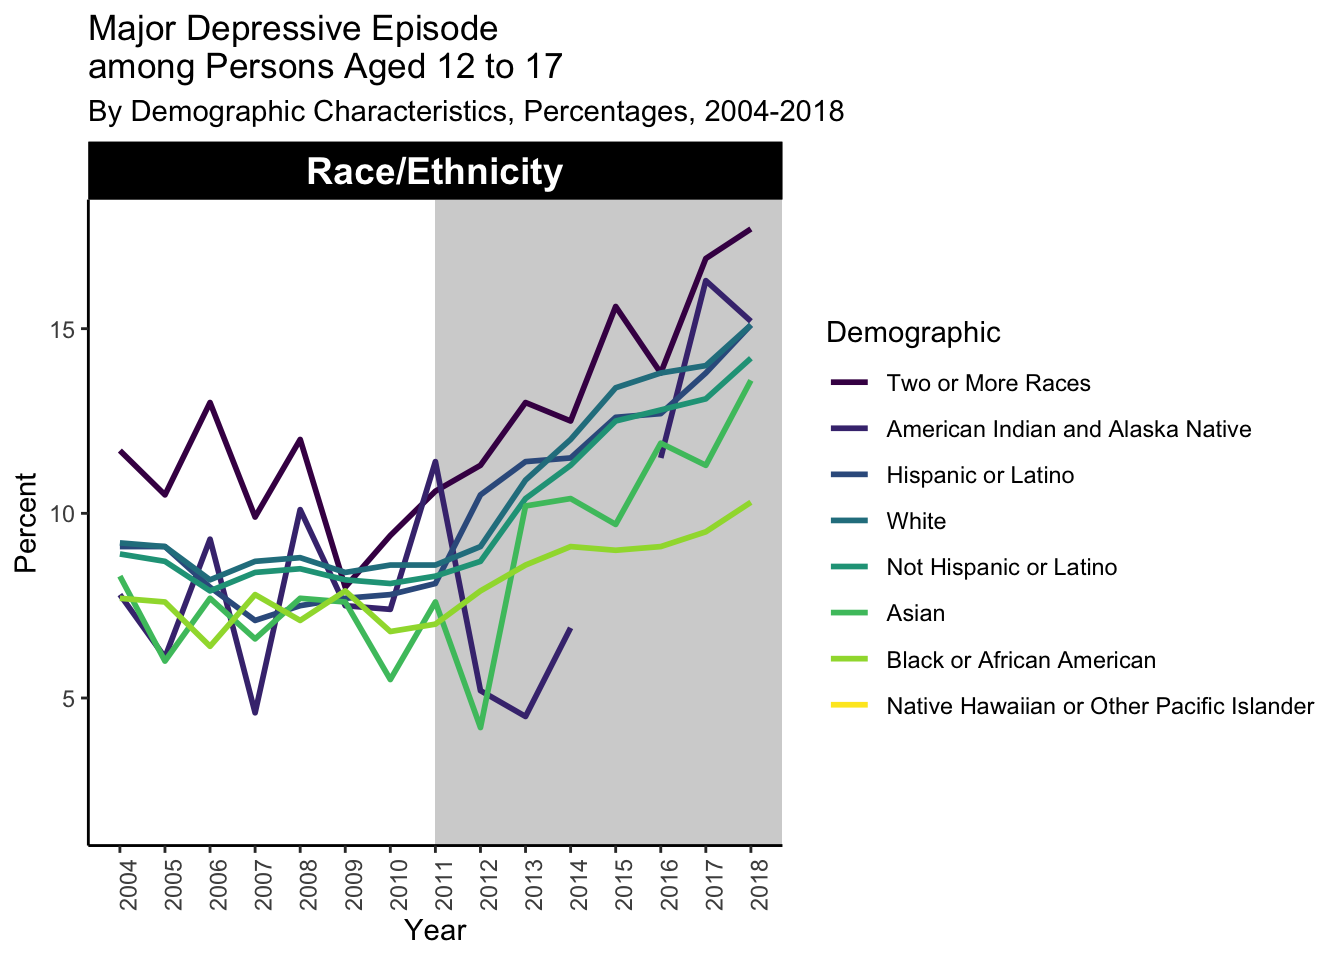 Major Depressive Episode
among Persons Aged 12 to 17
By Demographic Characteristics, Percentages, 2004-2018
Race/Ethnicity
Percent
15
10
5
2004
2005
2006
2007
2008
2009
2010
2011
2012
2013
2014
2015
2016
2017
2018
Year
Demographic
Two or More Races
American Indian and Alaska Native
Hispanic or Latino
White
Not Hispanic or Latino
Asian
Black or African American
Native Hawaiian or Other Pacific Islander